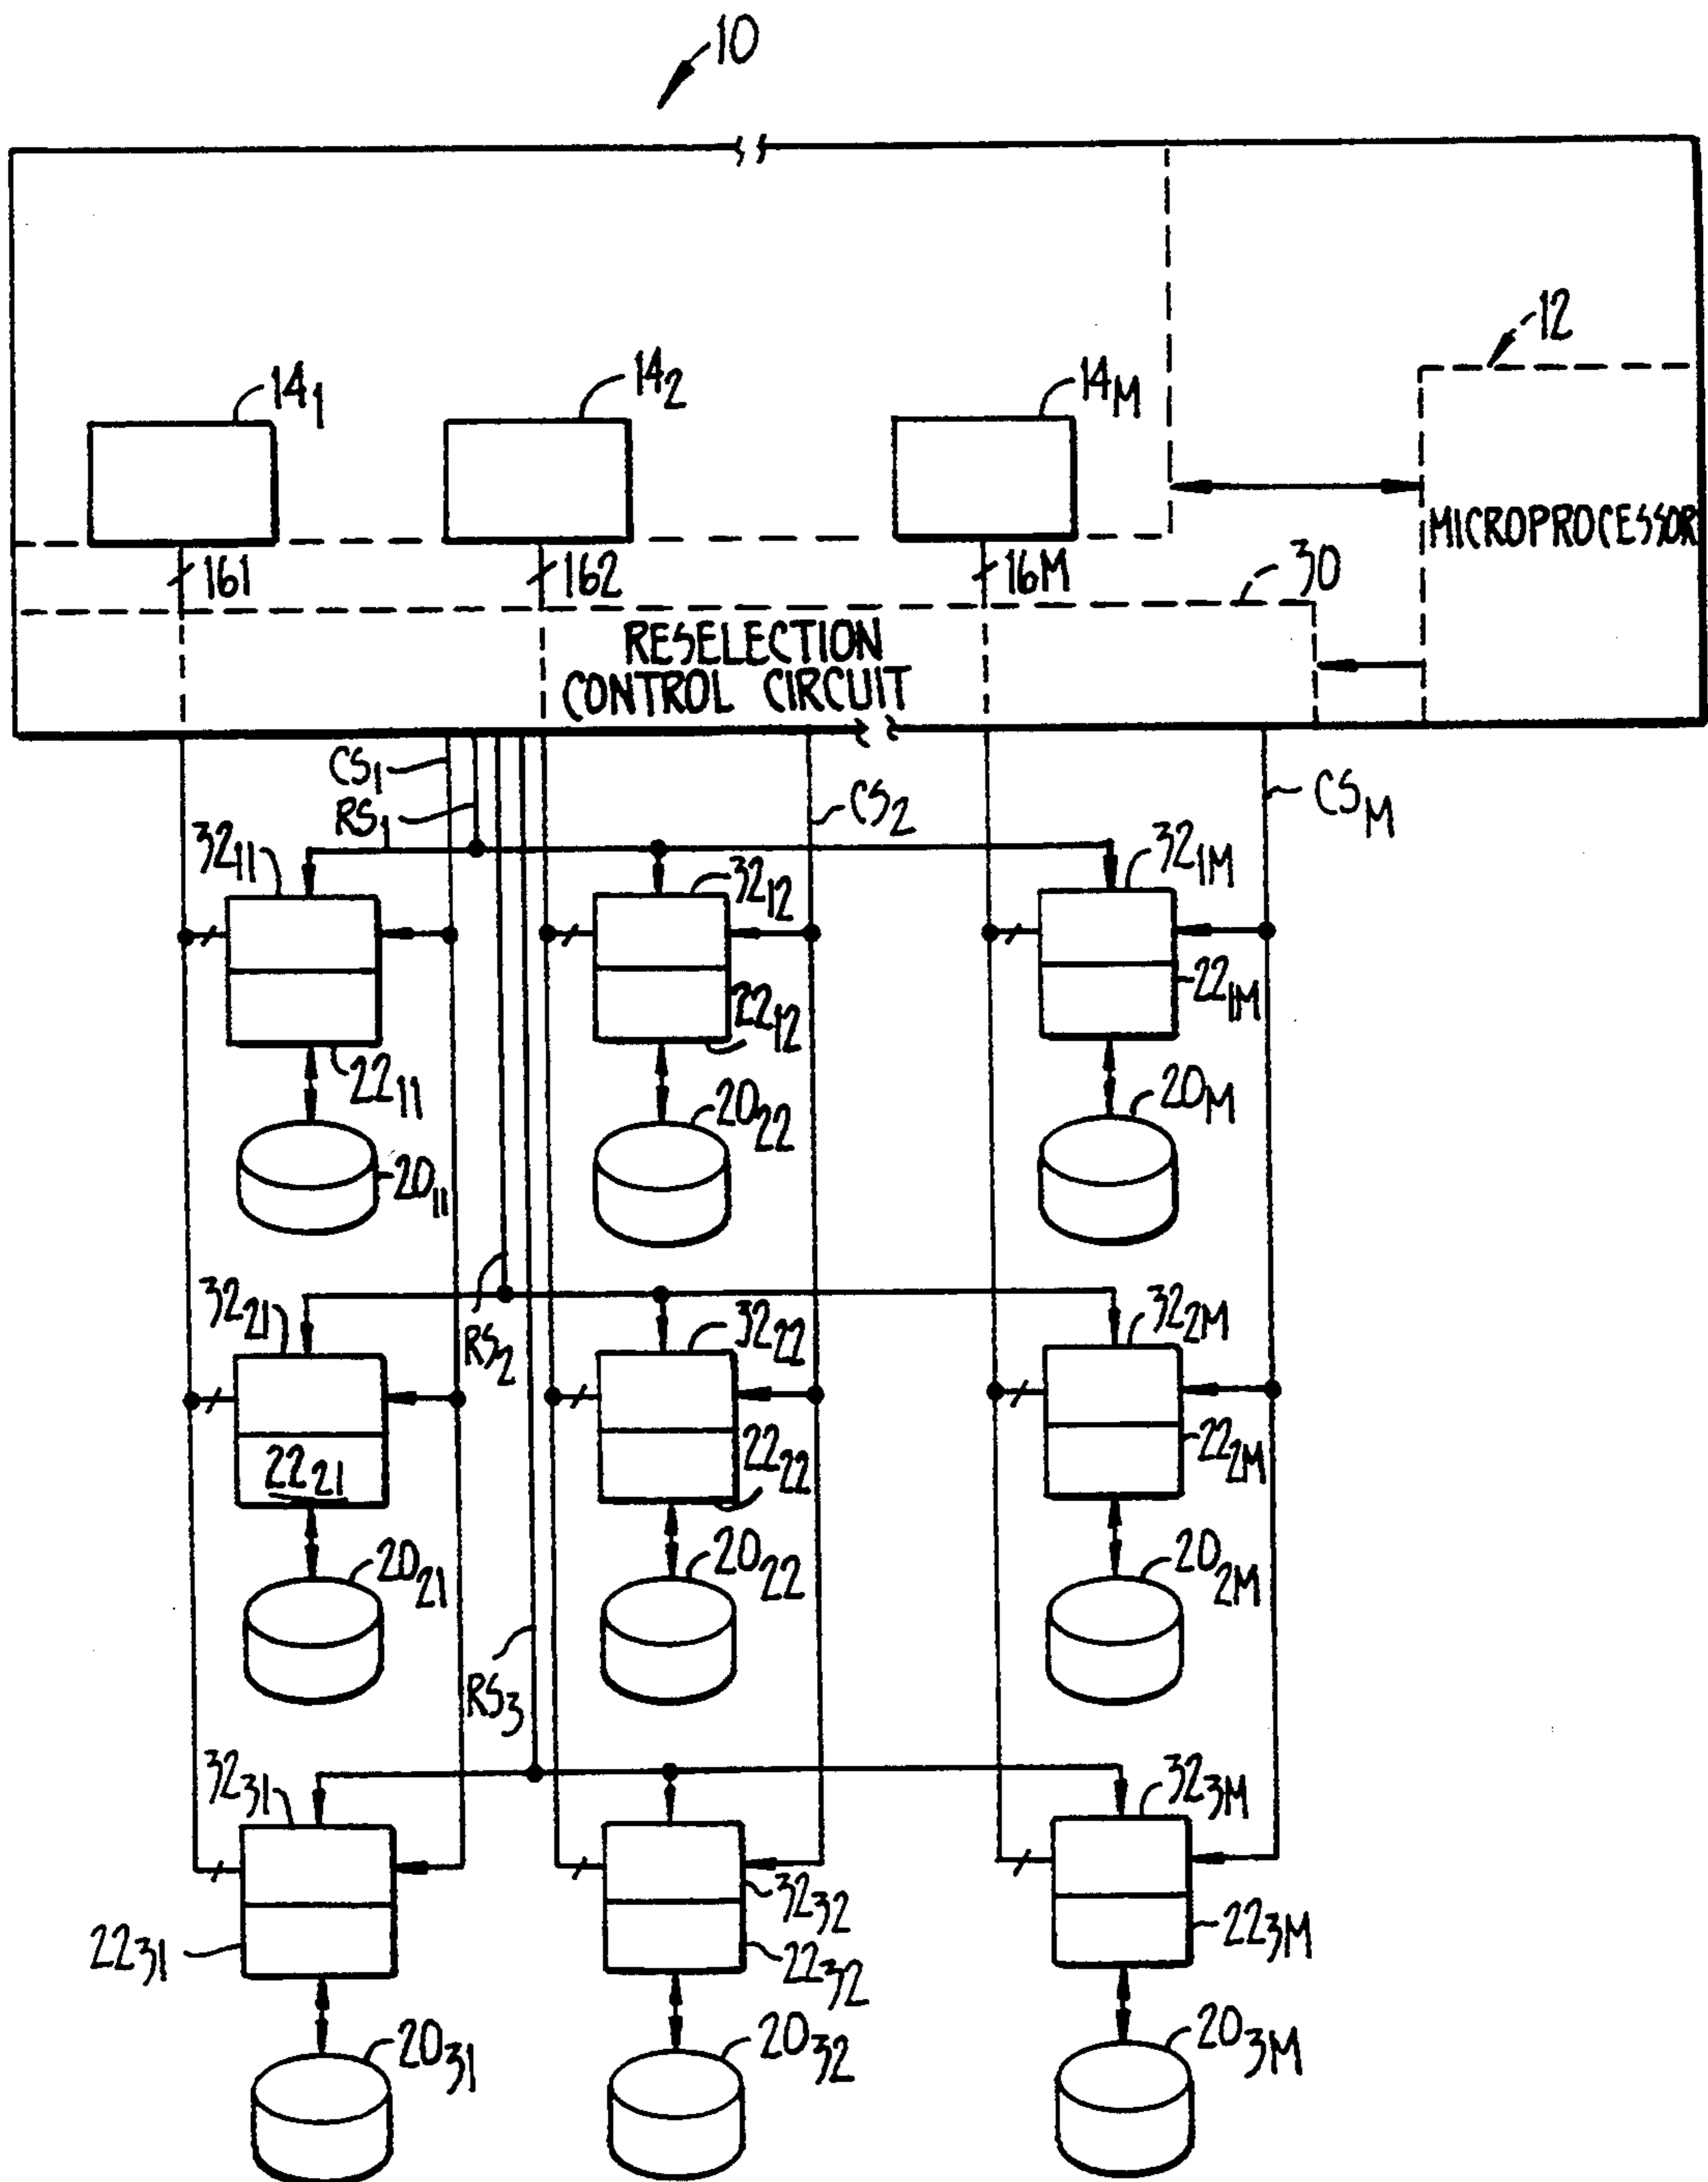 10
12
14₁
14₂
14M
MICROPROCESSOR
161
162
16M
30
RESELECTION
CONTROL CIRCUIT
CS₁
RS₁
CS₂
CSM
32₁₁
32₁₂
32₁M
22₁₁
22₁₂
22₁M
20₁₁
20₂₂
20M
RS₂
32₂₁
32₂₂
32₂M
22₂₁
22₂₂
22₂M
20₂₁
20₂₂
20₂M
RS₃
32₃₁
32₃₂
32₃M
22₃₁
22₃₂
22₃M
20₃₁
20₃₂
20₃M